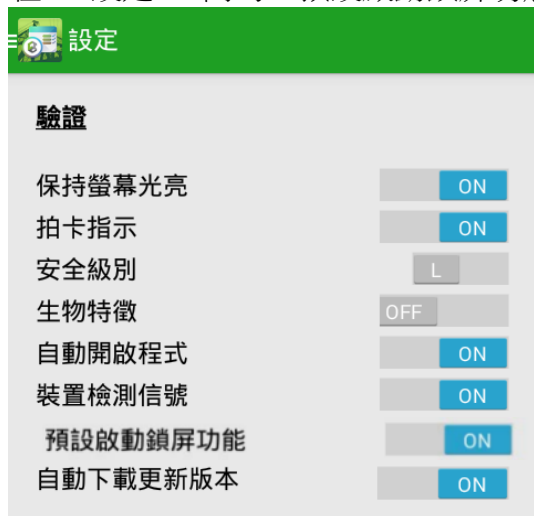 設定
驗證
保持螢幕光亮 ON
拍卡指示 ON
安全級別 L
生物特徵 OFF
自動開啟程式 ON
裝置檢測信號 ON
預設啟動鎖屏功能 ON
自動下載更新版本 ON